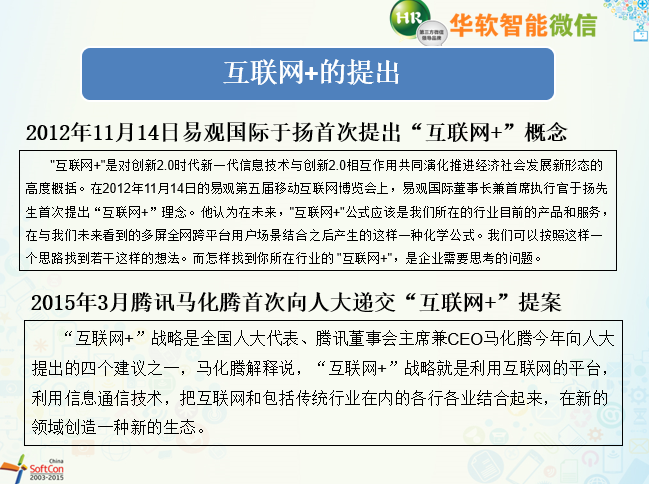 HR
第三方微信
领导品牌
华软智能微信
互联网+的提出
2012年11月14日易观国际于扬首次提出“互联网+”概念
"互联网+"是对创新2.0时代新一代信息技术与创新2.0相互作用共同演化推进经济社会发展新形态的
高度概括。在2012年11月14日的易观第五届移动互联网博览会上，易观国际董事长兼首席执行官于扬先
生首次提出“互联网+”理念。他认为在未来，"互联网+"公式应该是我们所在的行业目前的产品和服务，
在与我们未来看到的多屏全网跨平台用户场景结合之后产生的这样一种化学公式。我们可以按照这样一
个思路找到若干这样的想法。而怎样找到你所在行业的 "互联网+"，是企业需要思考的问题。
2015年3月腾讯马化腾首次向人大递交“互联网+”提案
“互联网+”战略是全国人大代表、腾讯董事会主席兼CEO马化腾今年向人大
提出的四个建议之一，马化腾解释说，“互联网+”战略就是利用互联网的平台，
利用信息通信技术，把互联网和包括传统行业在内的各行各业结合起来，在新的
领域创造一种新的生态。
China
SoftCon
2003-2015